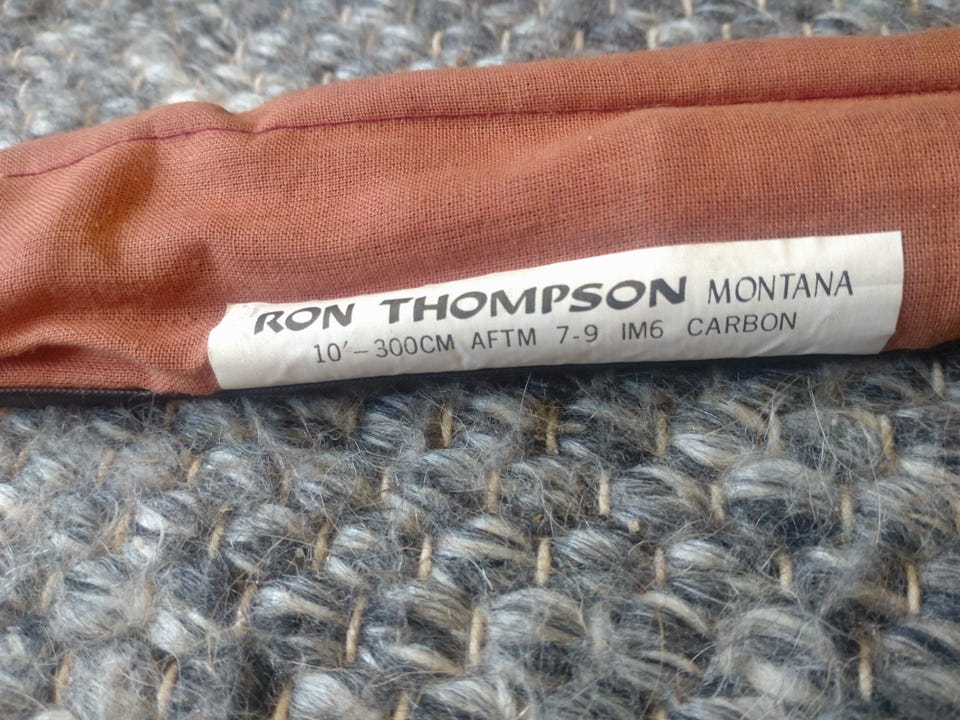 RON THOMPSON MONTANA
10'-300CM AFTM 7-9 IM6 CARBON